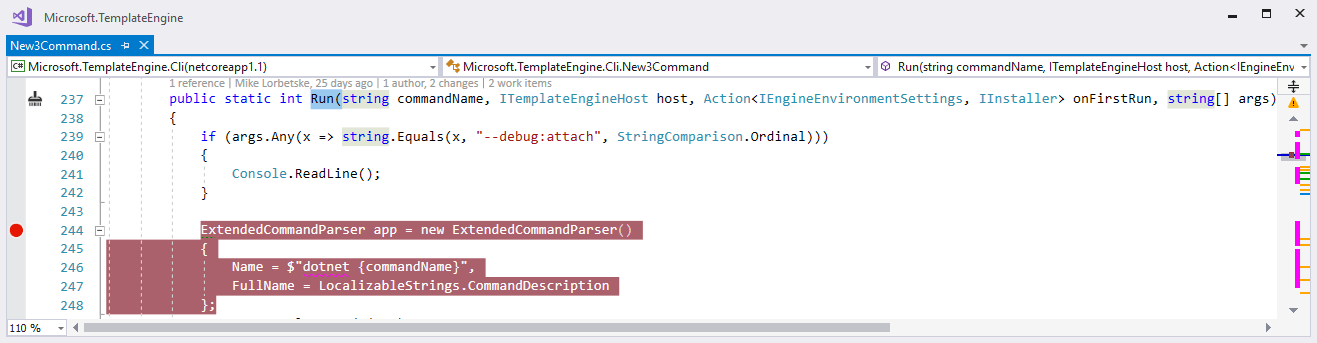 Microsoft.TemplateEngine
New3Command.cs
C# Microsoft.TemplateEngine.Cli(netcoreapp1.1) Microsoft.TemplateEngine.Cli.New3Command Run(string commandName, ITemplateEngineHost host, Action<IEngineEnv
1 reference | Mike Lorbetske, 25 days ago | 1 author, 2 changes | 2 work items
237 public static int Run(string commandName, ITemplateEngineHost host, Action<IEngineEnvironmentSettings, IInstaller> onFirstRun, string[] args)
238 {
239 if (args.Any(x => string.Equals(x, "--debug:attach", StringComparison.Ordinal)))
240 {
241 Console.ReadLine();
242 }
243
244 ExtendedCommandParser app = new ExtendedCommandParser()
245 {
246 Name = $"dotnet {commandName}",
247 FullName = LocalizableStrings.CommandDescription
248 };
110 %